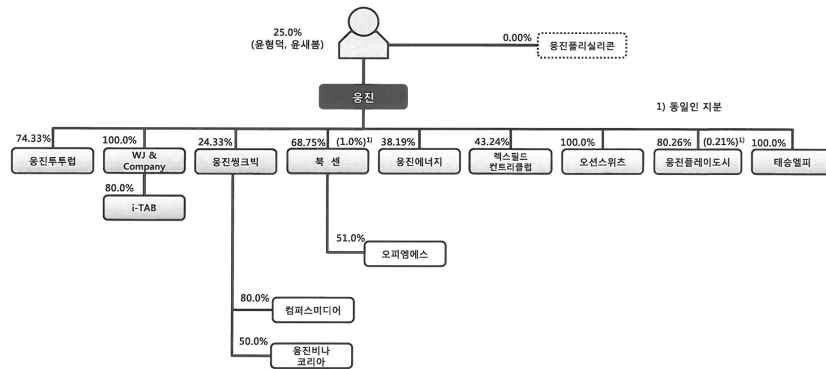 25.0%
(윤형덕, 윤새봄)
0.00%
웅진폴리실리콘
웅진
1) 동일인 지분
74.33%
100.0%
24.33%
68.75%
(1.0%)1)
38.19%
43.24%
100.0%
80.26%
(0.21%)1)
100.0%
웅진투투럽
WJ &
Company
웅진씽크빅
북 센
웅진에너지
렉스필드
컨트리클럽
오션스위츠
웅진플레이도시
태승엘피
80.0%
i-TAB
51.0%
오피엠에스
80.0%
컴퍼스미디어
50.0%
웅진비나
코리아